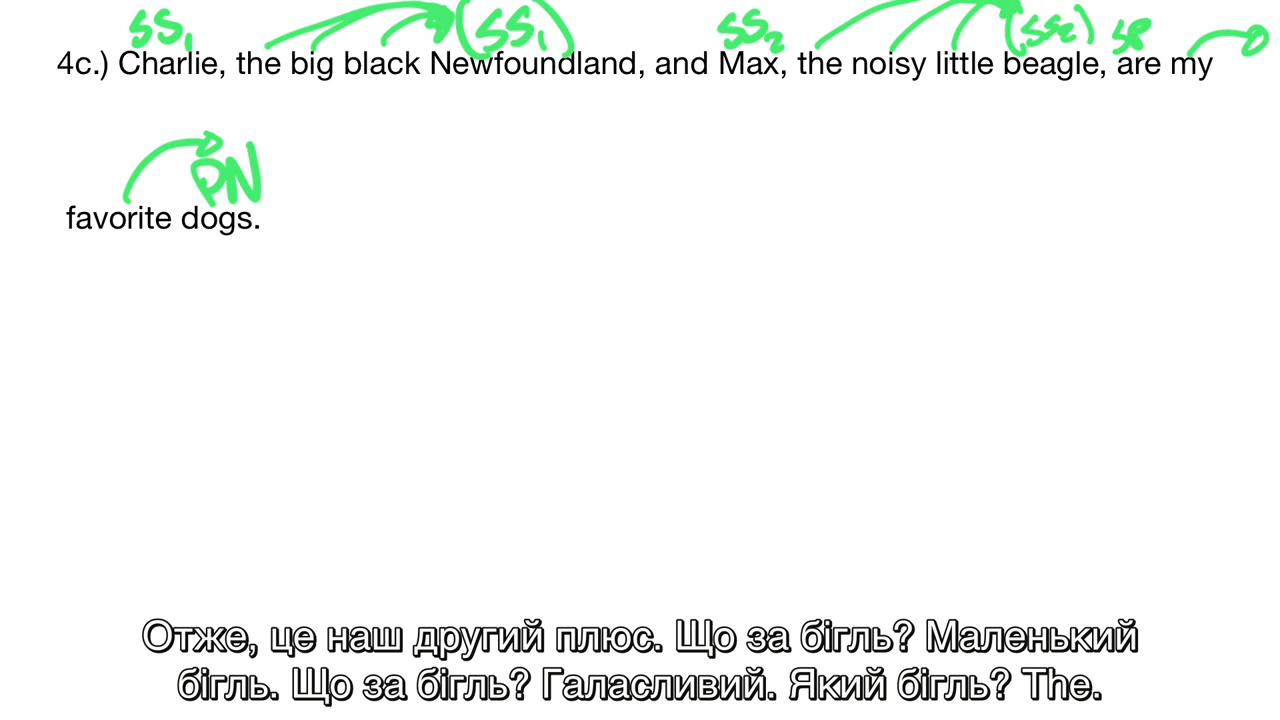 SS1 (SS1) SS2 (SS2)
4c.) Charlie, the big black Newfoundland, and Max, the noisy little beagle, are my
PN
favorite dogs.
Отже, це наш другий плюс. Що за бігль? Маленький
бігль. Що за бігль? Галасливий. Який бігль? The.